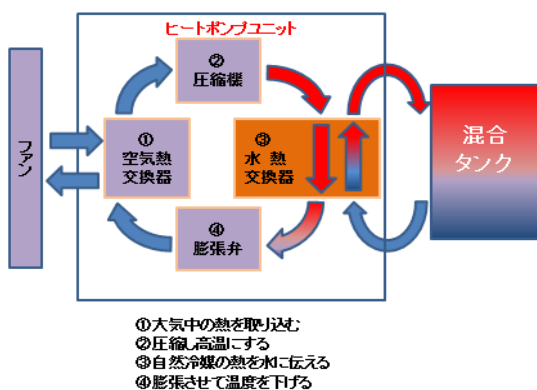 ヒートポンプユニット
②
圧縮機
ファン
①
空気熱
交換器
③
水 熱
交換器
混合
タンク
④
膨張弁
①大気中の熱を取り込む
②圧縮し高温にする
③自然冷媒の熱を水に伝える
④膨張させて温度を下げる